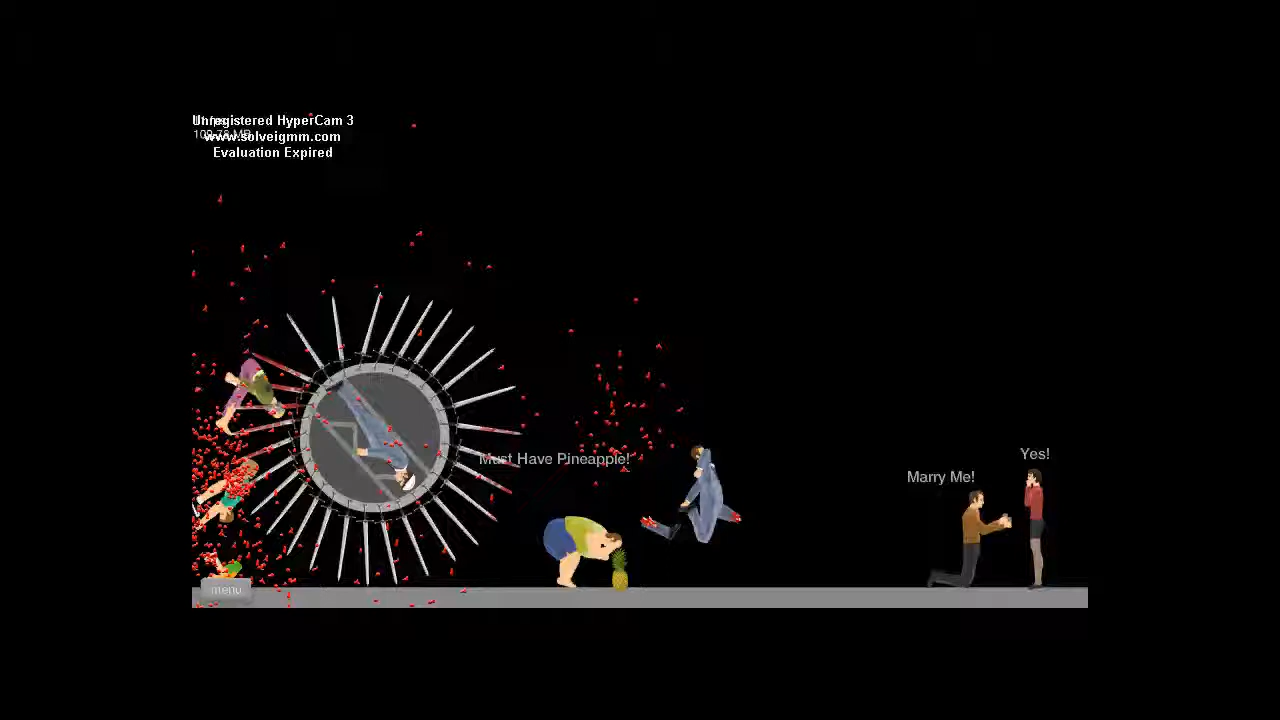 Unregistered HyperCam 3
www.solveigmm.com
Evaluation Expired
Must Have Pineapple!
Yes!
Marry Me!
menu